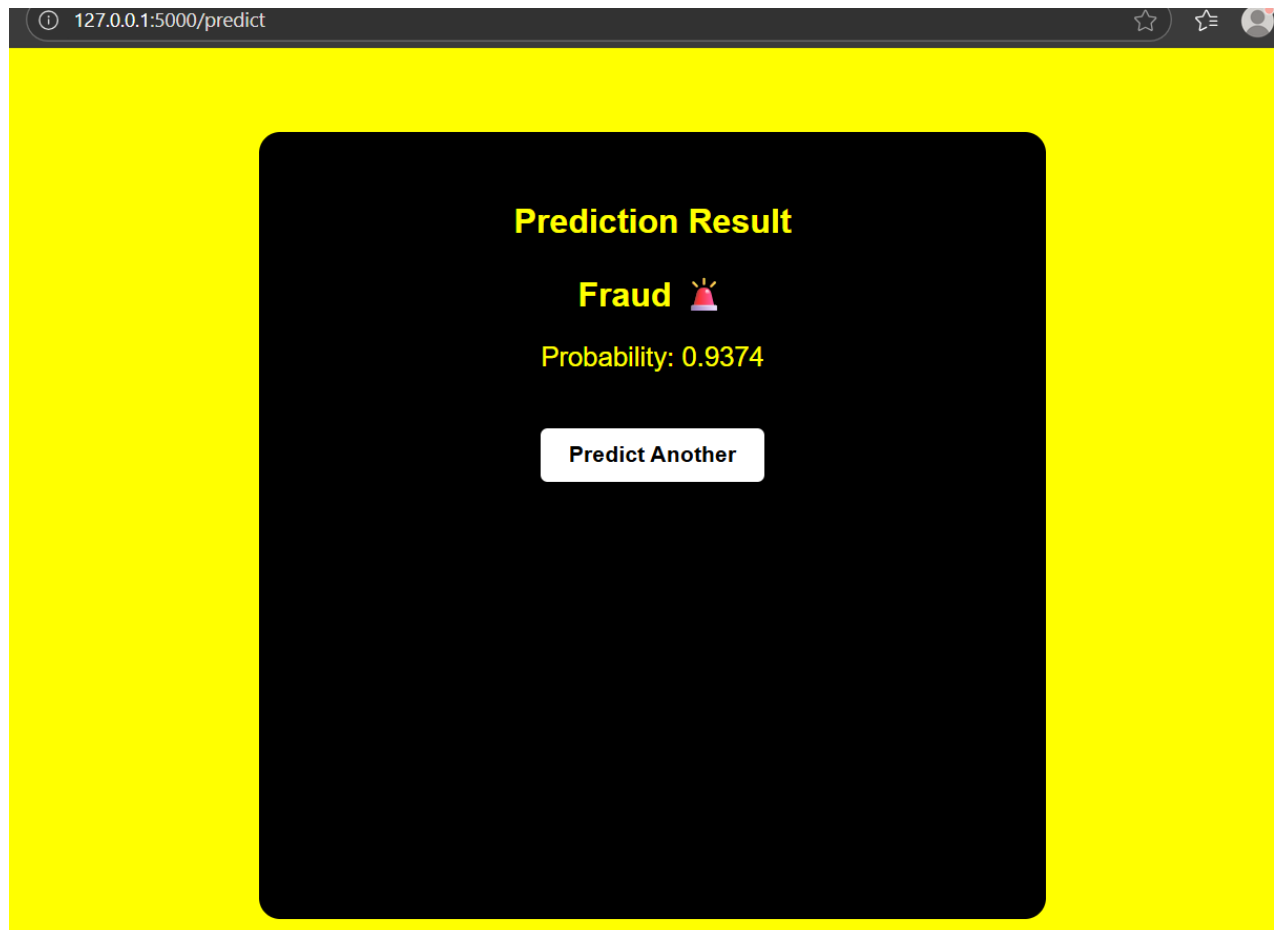 127.0.0.1:5000/predict
Prediction Result
Fraud 🚨
Probability: 0.9374
Predict Another